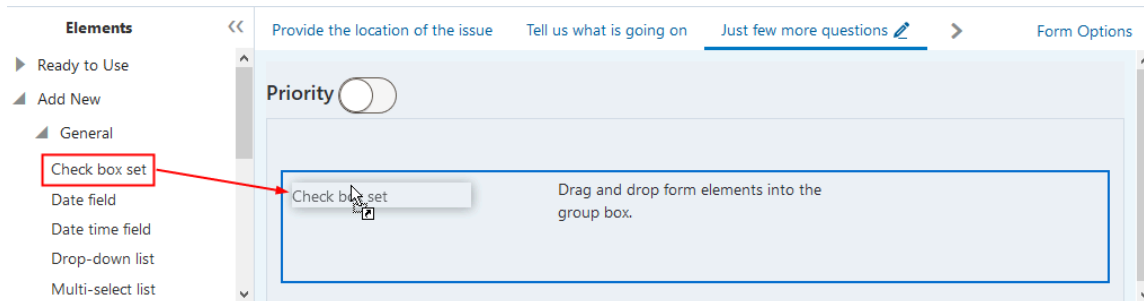 Elements
Provide the location of the issue
Tell us what is going on
Just few more questions
Form Options
Ready to Use
Add New
General
Check box set
Date field
Date time field
Drop-down list
Multi-select list
Priority
Check box set
Drag and drop form elements into the
group box.